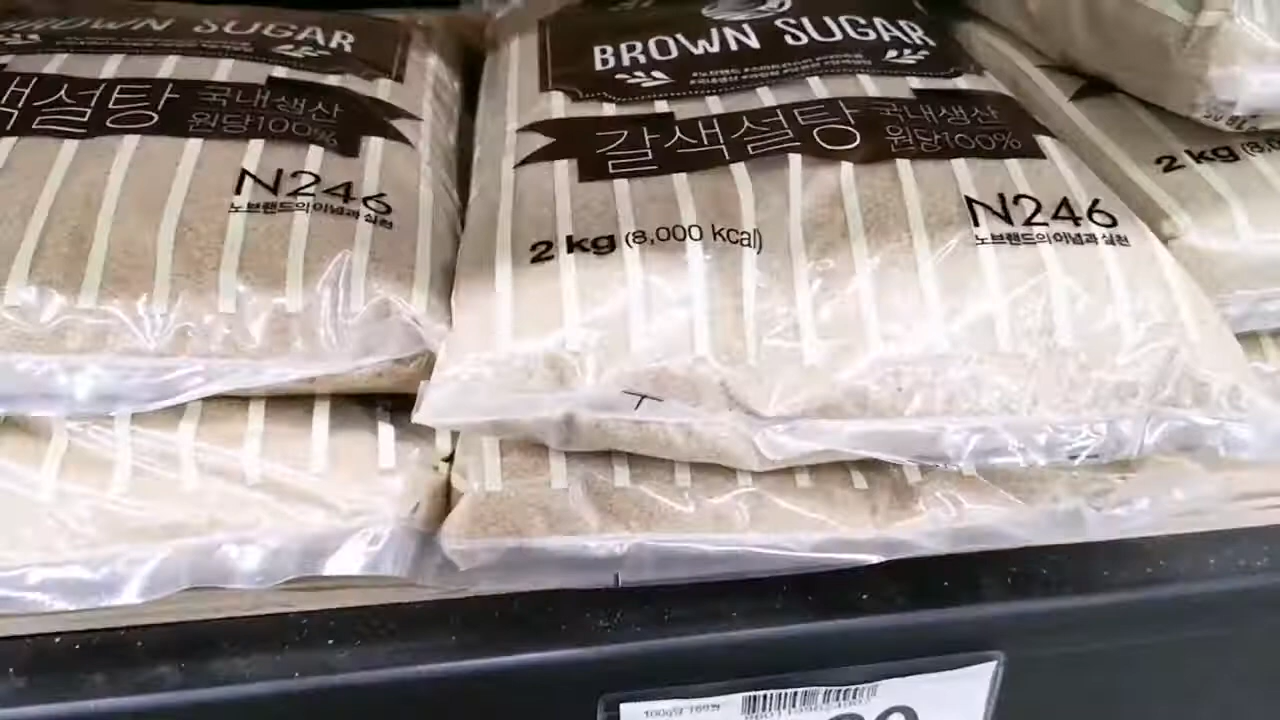 BROWN SUGAR
색설탕 국내생산
원당100%
N246
노브랜드의 이념과 실천
BROWN SUGAR
갈색설탕 국내생산
원당100%
2 kg (8,000 kcal)
N246
노브랜드의 이념과 실천
2 kg